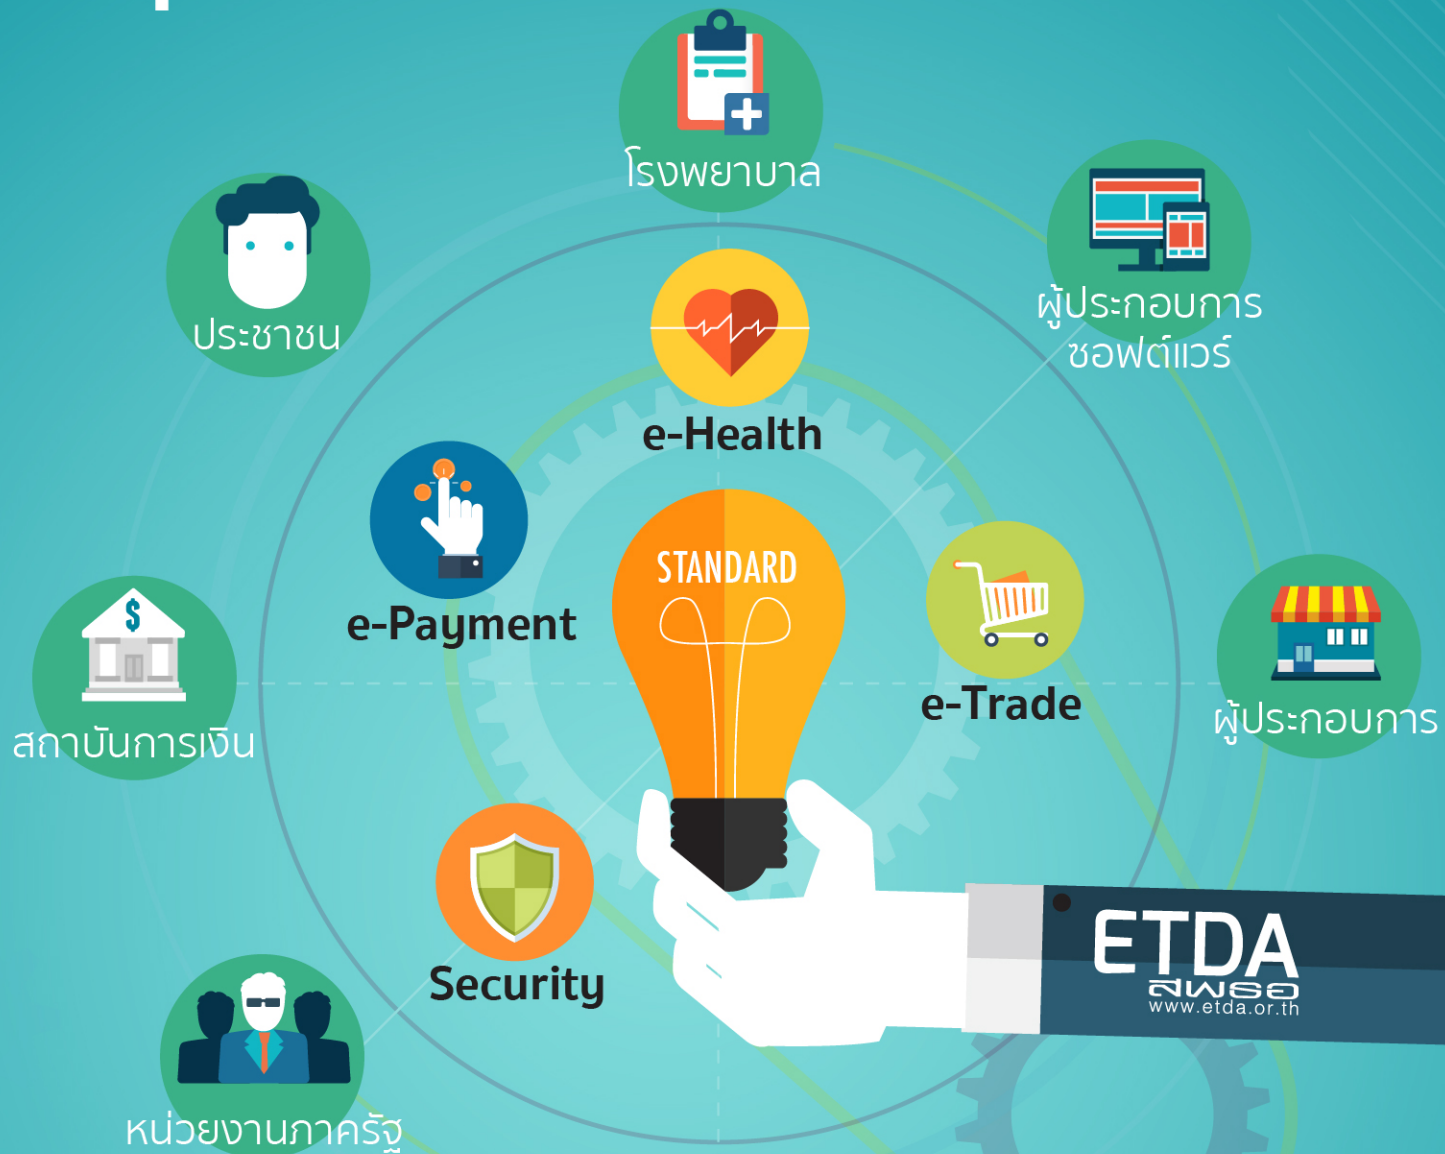 โรงพยาบาล
ประชาชน
ผู้ประกอบการ
ซอฟต์แวร์
e-Health
STANDARD
e-Payment
e-Trade
$
สถาบันการเงิน
ผู้ประกอบการ
Security
ETDA
สพธอ
www.etda.or.th
หน่วยงานภาครัฐ